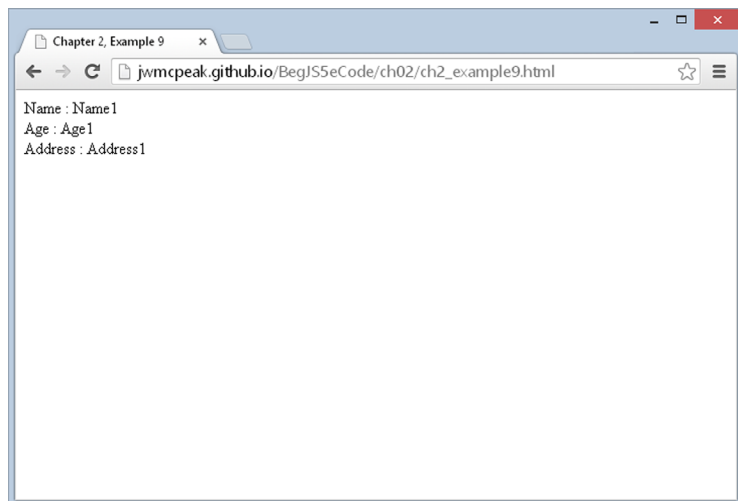 Chapter 2, Example 9
jwmcpeak.github.io/BegJS5eCode/ch02/ch2_example9.html
Name : Name1
Age : Age1
Address : Address1